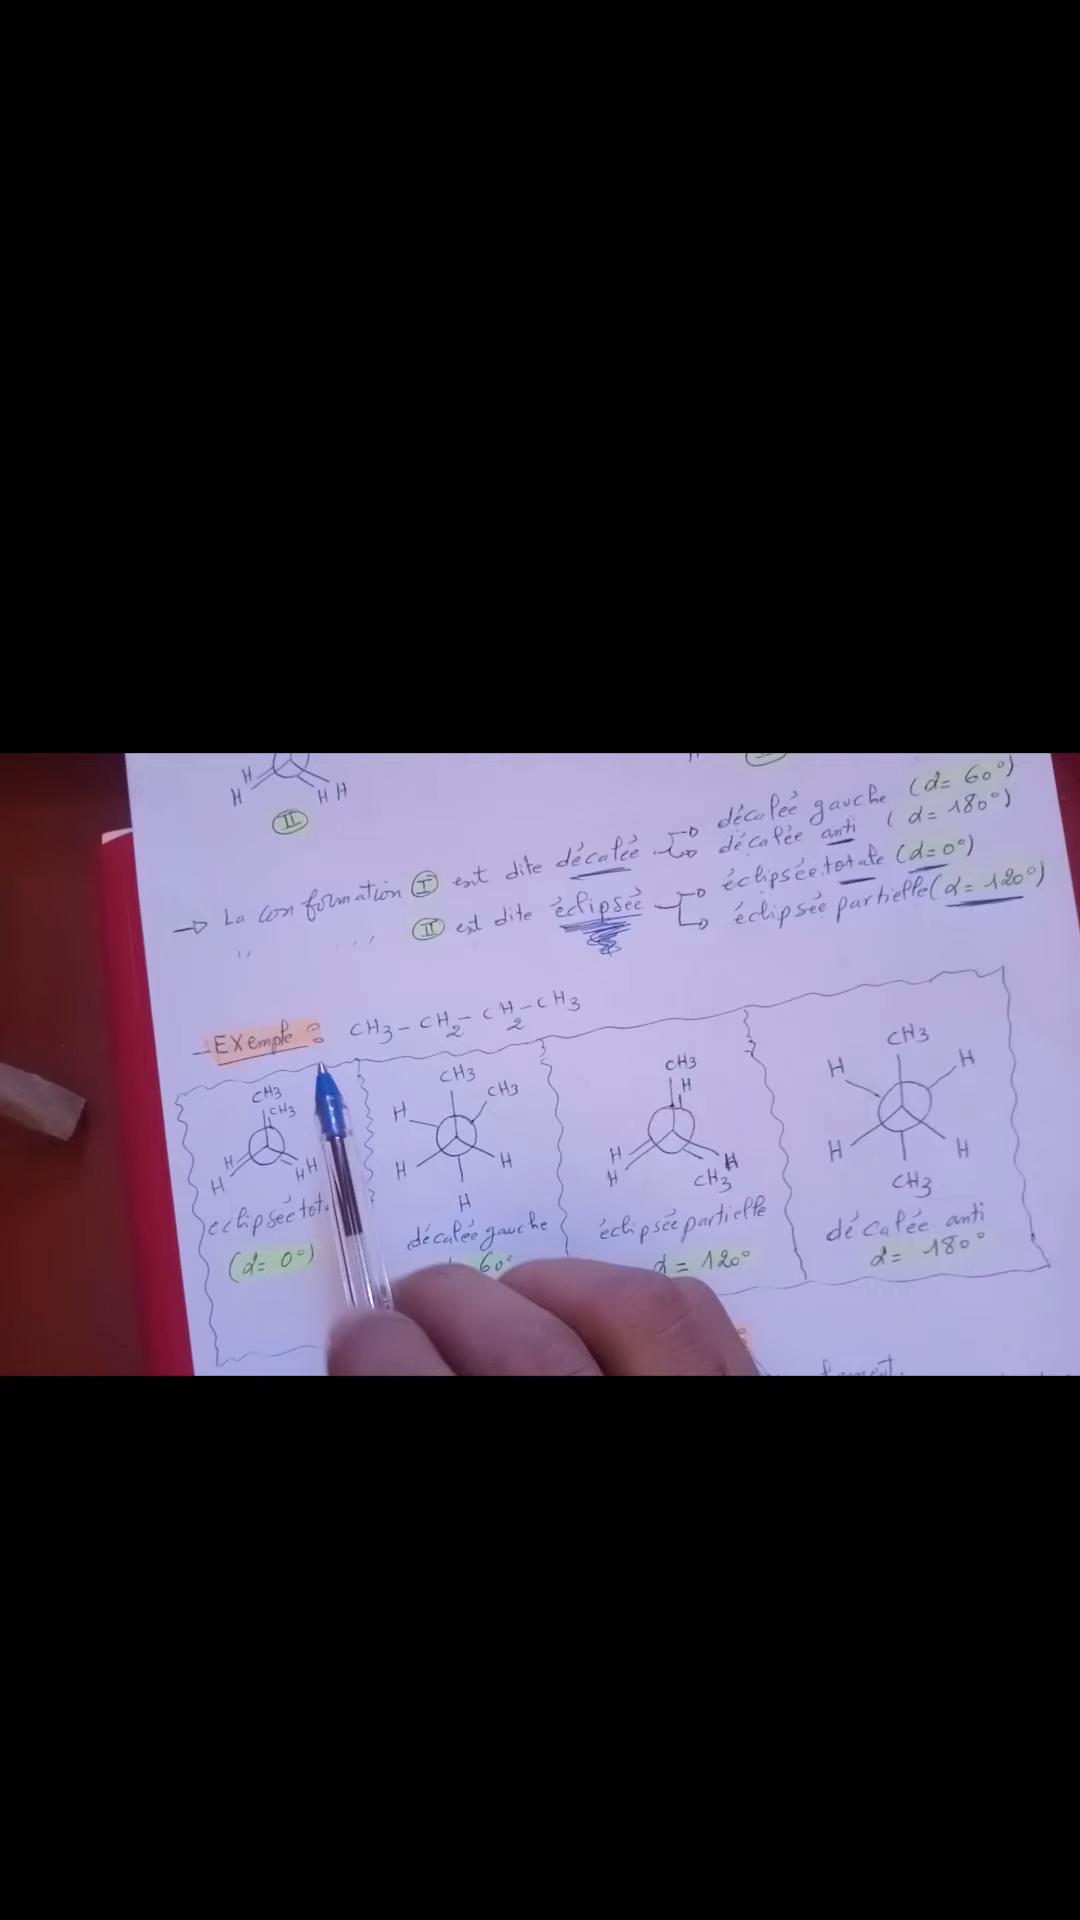 H
H
H H
II
→ La conformation I est dite décalée → décalée gauche (α = 60°)
→ décalée anti (α = 180°)
" " II est dite éclipsée → éclipsée totale (α = 0°)
→ éclipsée partielle (α = 120°)
- EXemple : CH3 - CH2 - CH2 - CH3
CH3
CH3
H
H
H H
éclipsée tot
(α = 0°)
CH3
CH3
H
H
H
H
décalée gauche
60°
CH3
H
H
H
H
CH3
éclipsée partielle
α = 120°
CH3
H
H
H
H
CH3
décalée anti
α = 180°